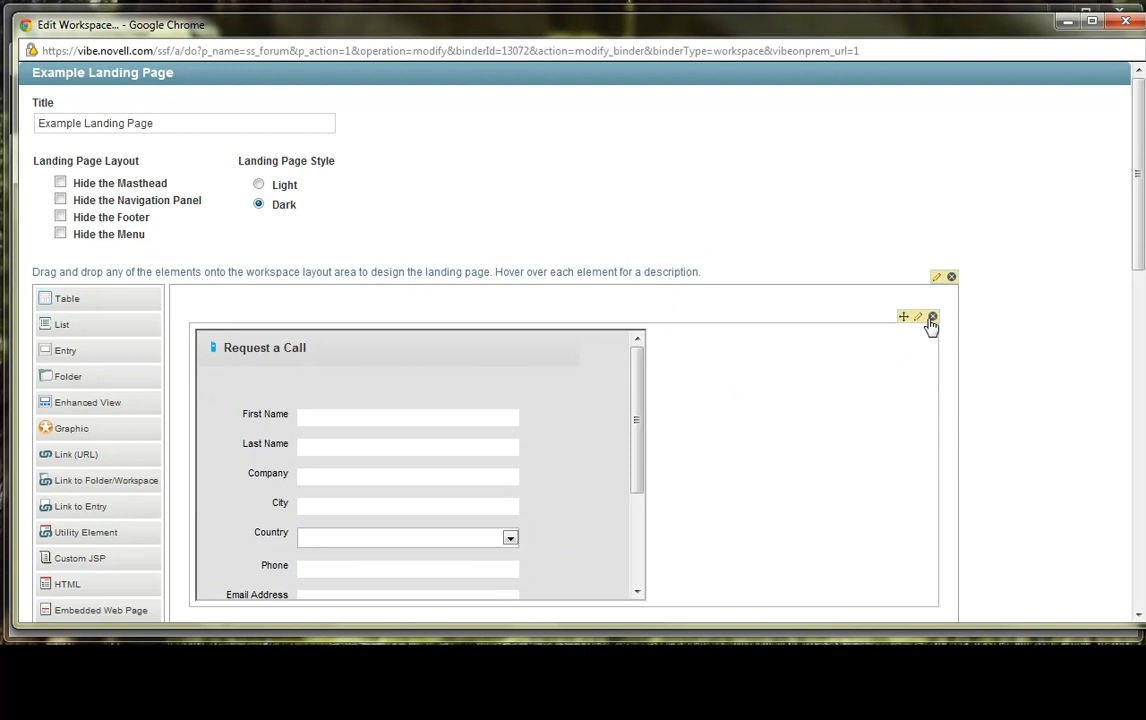 Edit Workspace... - Google Chrome
https://vibe.novell.com/ssf/a/do?p_name=ss_forum&p_action=1&operation=modify&binderId=13072&action=modify_binder&binderType=workspace&vibeonprem_url=1
Example Landing Page
Title
Example Landing Page
Landing Page Layout
Hide the Masthead
Hide the Navigation Panel
Hide the Footer
Hide the Menu
Landing Page Style
Light
Dark
Drag and drop any of the elements onto the workspace layout area to design the landing page. Hover over each element for a description.
Table
List
Entry
Folder
Enhanced View
Graphic
Link (URL)
Link to Folder/Workspace
Link to Entry
Utility Element
Custom JSP
HTML
Embedded Web Page
Request a Call
First Name
Last Name
Company
City
Country
Phone
Email Address